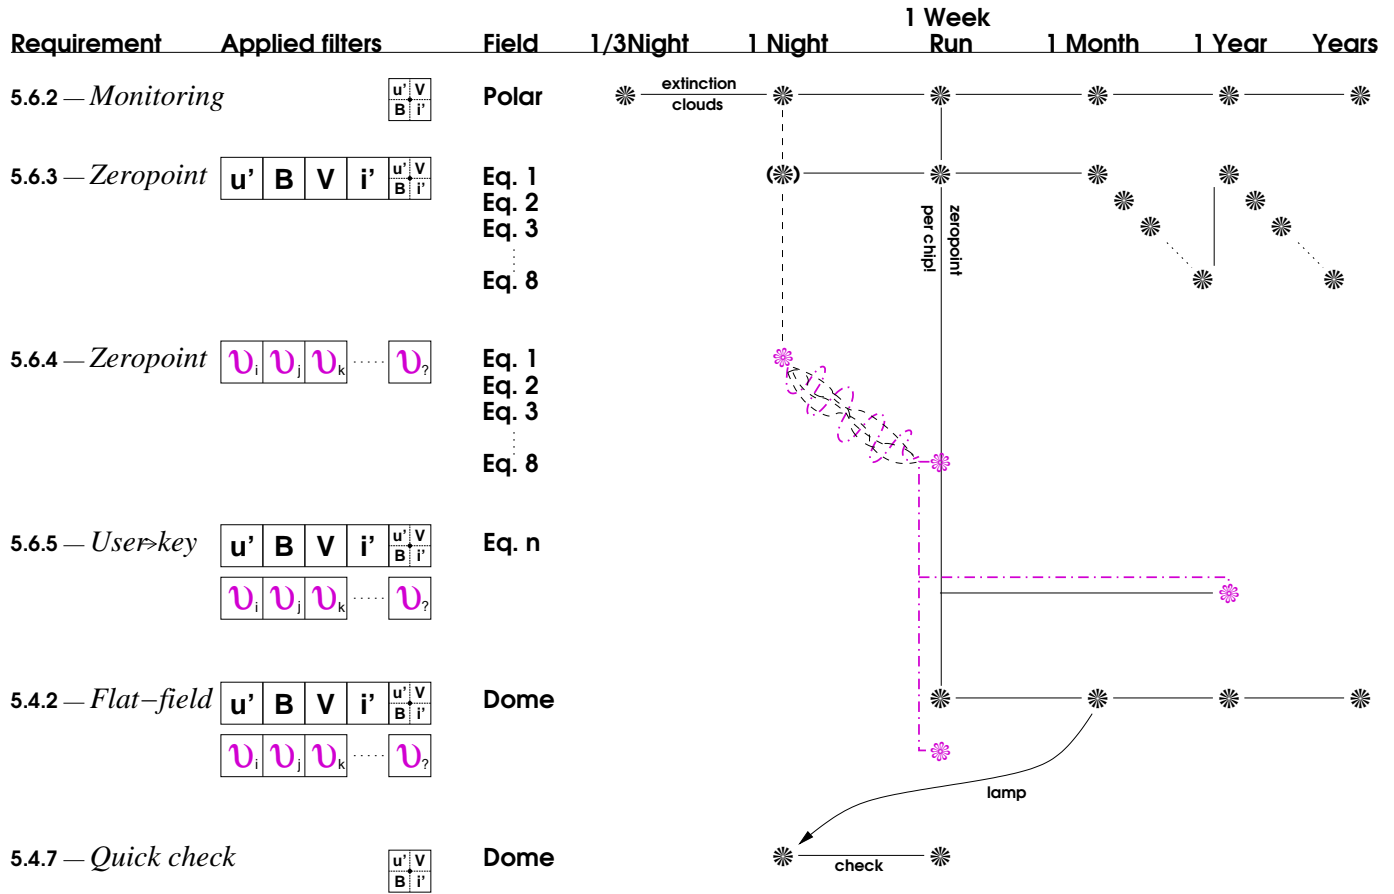 1 Week
Requirement Applied filters Field 1/3Night 1 Night Run 1 Month 1 Year Years
5.6.2 — Monitoring u' V B i' Polar extinction clouds
5.6.3 — Zeropoint u' B V i' u' V B i' Eq. 1
Eq. 2
Eq. 3
Eq. 8
zeropoint
per chip!
5.6.4 — Zeropoint υi υj υk ..... υ? Eq. 1
Eq. 2
Eq. 3
Eq. 8
5.6.5 — User>key u' B V i' u' V B i' Eq. n
υi υj υk ..... υ?
5.4.2 — Flat-field u' B V i' u' V B i' Dome
υi υj υk ..... υ?
lamp
5.4.7 — Quick check u' V B i' Dome check